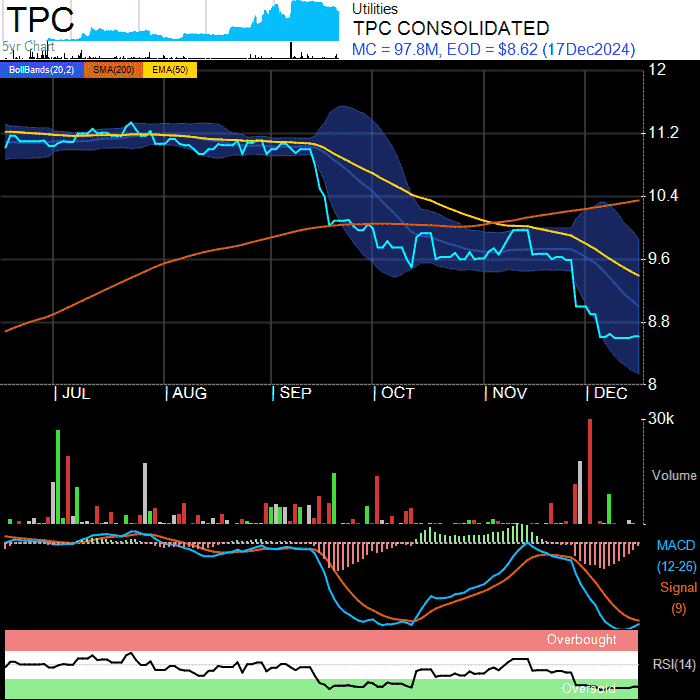 TPC
5yr Chart
Utilities
TPC CONSOLIDATED
MC = 97.8M, EOD = $8.62 (17Dec2024)
BollBands(20,2) SMA(200) EMA(50)
12
11.2
10.4
9.6
8.8
8
JUL AUG SEP OCT NOV DEC
30k
Volume
MACD
(12-26)
Signal
(9)
Overbought
RSI(14)
Oversold